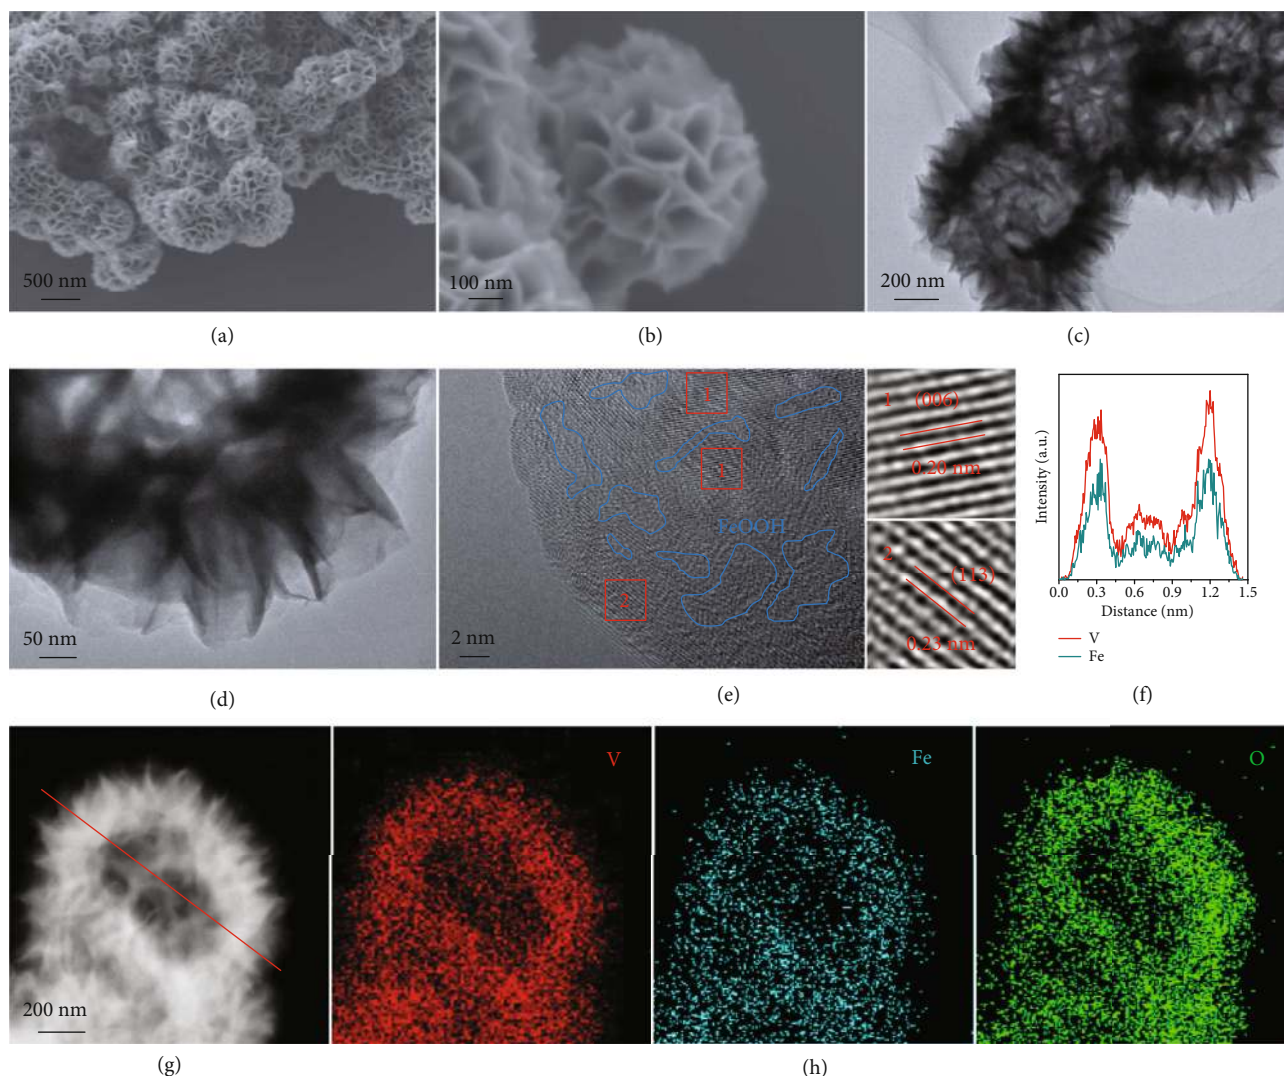 500 nm
100 nm
200 nm
(a)
(b)
(c)
50 nm
1
1
FeOOH
2
2 nm
1 (006)
0.20 nm
2
(113)
0.23 nm
Intensity (a.u.)
0.0 0.3 0.6 0.9 1.2 1.5
Distance (nm)
V
Fe
(d)
(e)
(f)
200 nm
V
Fe
O
(g)
(h)